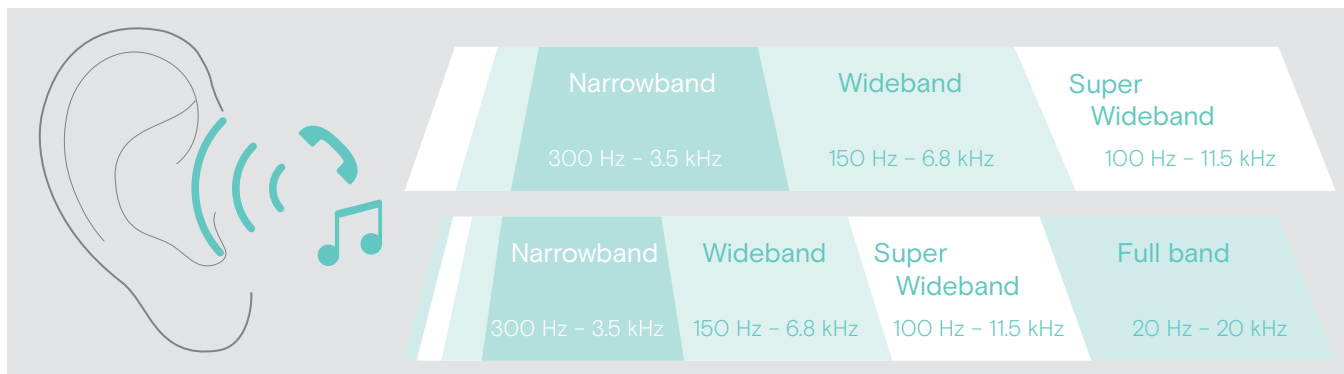 Narrowband
Wideband
Super
Wideband
300 Hz – 3.5 kHz
150 Hz – 6.8 kHz
100 Hz – 11.5 kHz
Narrowband
Wideband
Super
Wideband
Full band
300 Hz – 3.5 kHz
150 Hz – 6.8 kHz
100 Hz – 11.5 kHz
20 Hz – 20 kHz